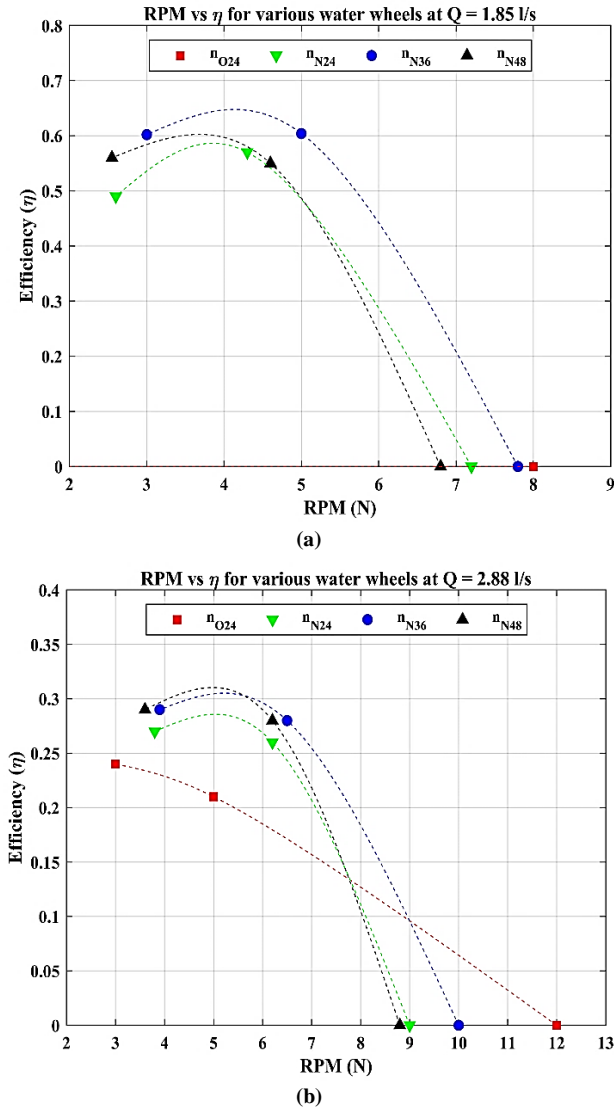 RPM vs η for various water wheels at Q = 1.85 l/s
n_O24 n_N24 n_N36 n_N48
0.8
0.7
0.6
0.5
0.4
0.3
0.2
0.1
0
Efficiency (η)
2 3 4 5 6 7 8 9
RPM (N)
(a)
RPM vs η for various water wheels at Q = 2.88 l/s
n_O24 n_N24 n_N36 n_N48
0.4
0.35
0.3
0.25
0.2
0.15
0.1
0.05
0
Efficiency (η)
2 3 4 5 6 7 8 9 10 11 12 13
RPM (N)
(b)